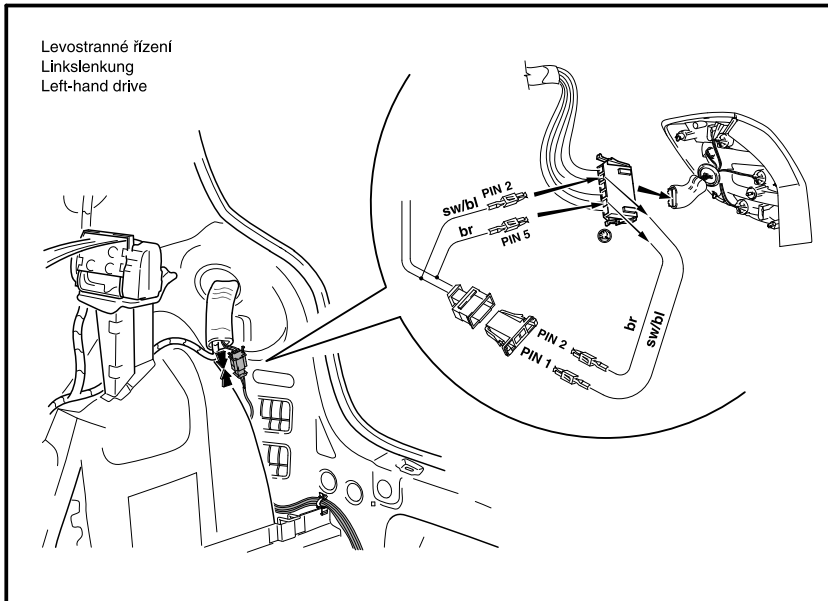 Levostranné řízení
Linkslenkung
Left-hand drive
sw/bl PIN 2
br PIN 5
br PIN 2
sw/bl PIN 1